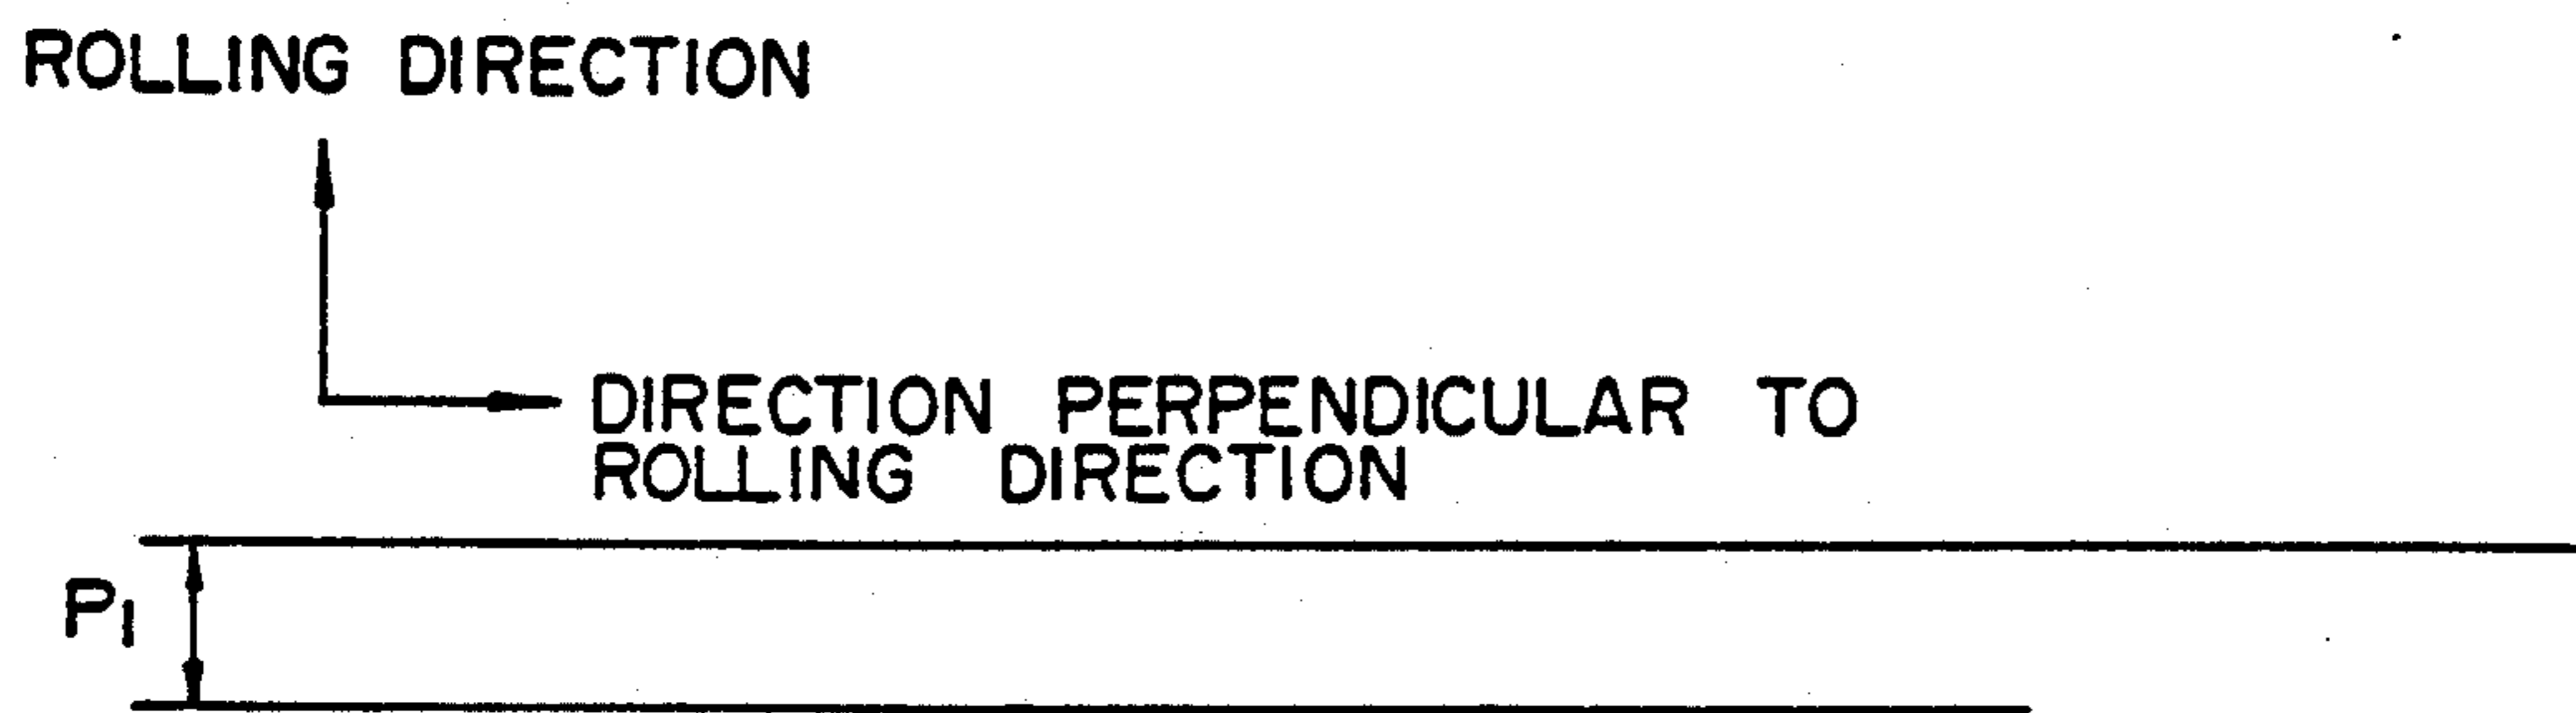 ROLLING DIRECTION
DIRECTION PERPENDICULAR TO
ROLLING DIRECTION
P1